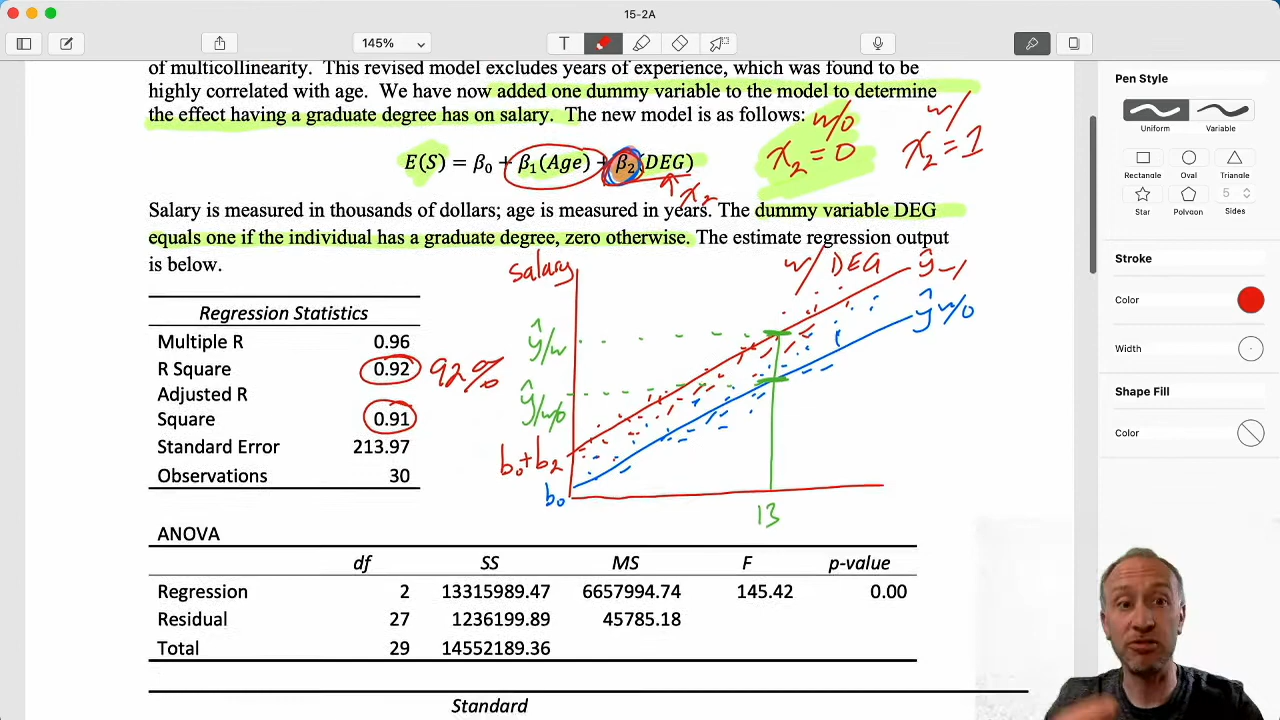 15-2A
145%
T
of multicollinearity. This revised model excludes years of experience, which was found to be
highly correlated with age. We have now added one dummy variable to the model to determine
the effect having a graduate degree has on salary. The new model is as follows:
w/o
x₂ = 0
w/
x₂ = 1
E(S) = β₀ + β₁(Age) + β₂(DEG)
x₂
Salary is measured in thousands of dollars; age is measured in years. The dummy variable DEG
equals one if the individual has a graduate degree, zero otherwise. The estimate regression output
is below.
salary
w/ DEG
ŷ w/
ŷ w/o
ŷ/w
ŷ/w/o
b₀+b₂
b₀
13
Regression Statistics
Multiple R 0.96
R Square 0.92 92%
Adjusted R
Square 0.91
Standard Error 213.97
Observations 30
ANOVA
df SS MS F p-value
Regression 2 13315989.47 6657994.74 145.42 0.00
Residual 27 1236199.89 45785.18
Total 29 14552189.36
Standard
Pen Style
Uniform Variable
Rectangle Oval Triangle
5
Star Polygon Sides
Stroke
Color
Width
Shape Fill
Color